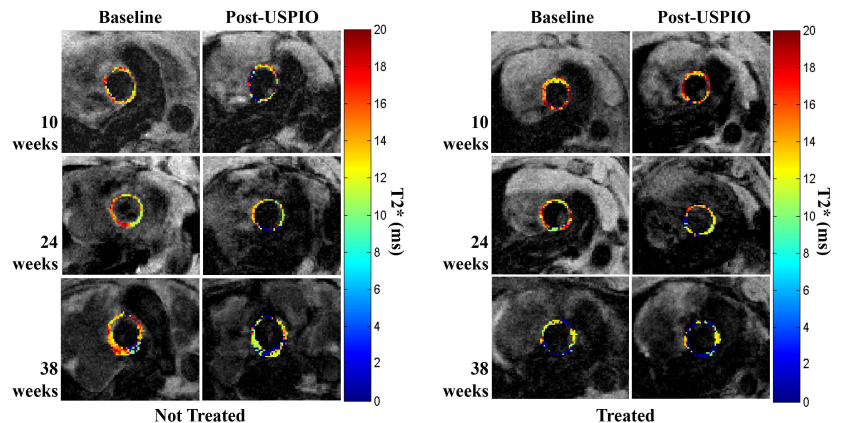 Baseline Post-USPIO
10 weeks
24 weeks
38 weeks
20
18
16
14
12
10
8
6
4
2
0
T2* (ms)
Not Treated
Baseline Post-USPIO
10 weeks
24 weeks
38 weeks
20
18
16
14
12
10
8
6
4
2
0
T2* (ms)
Treated